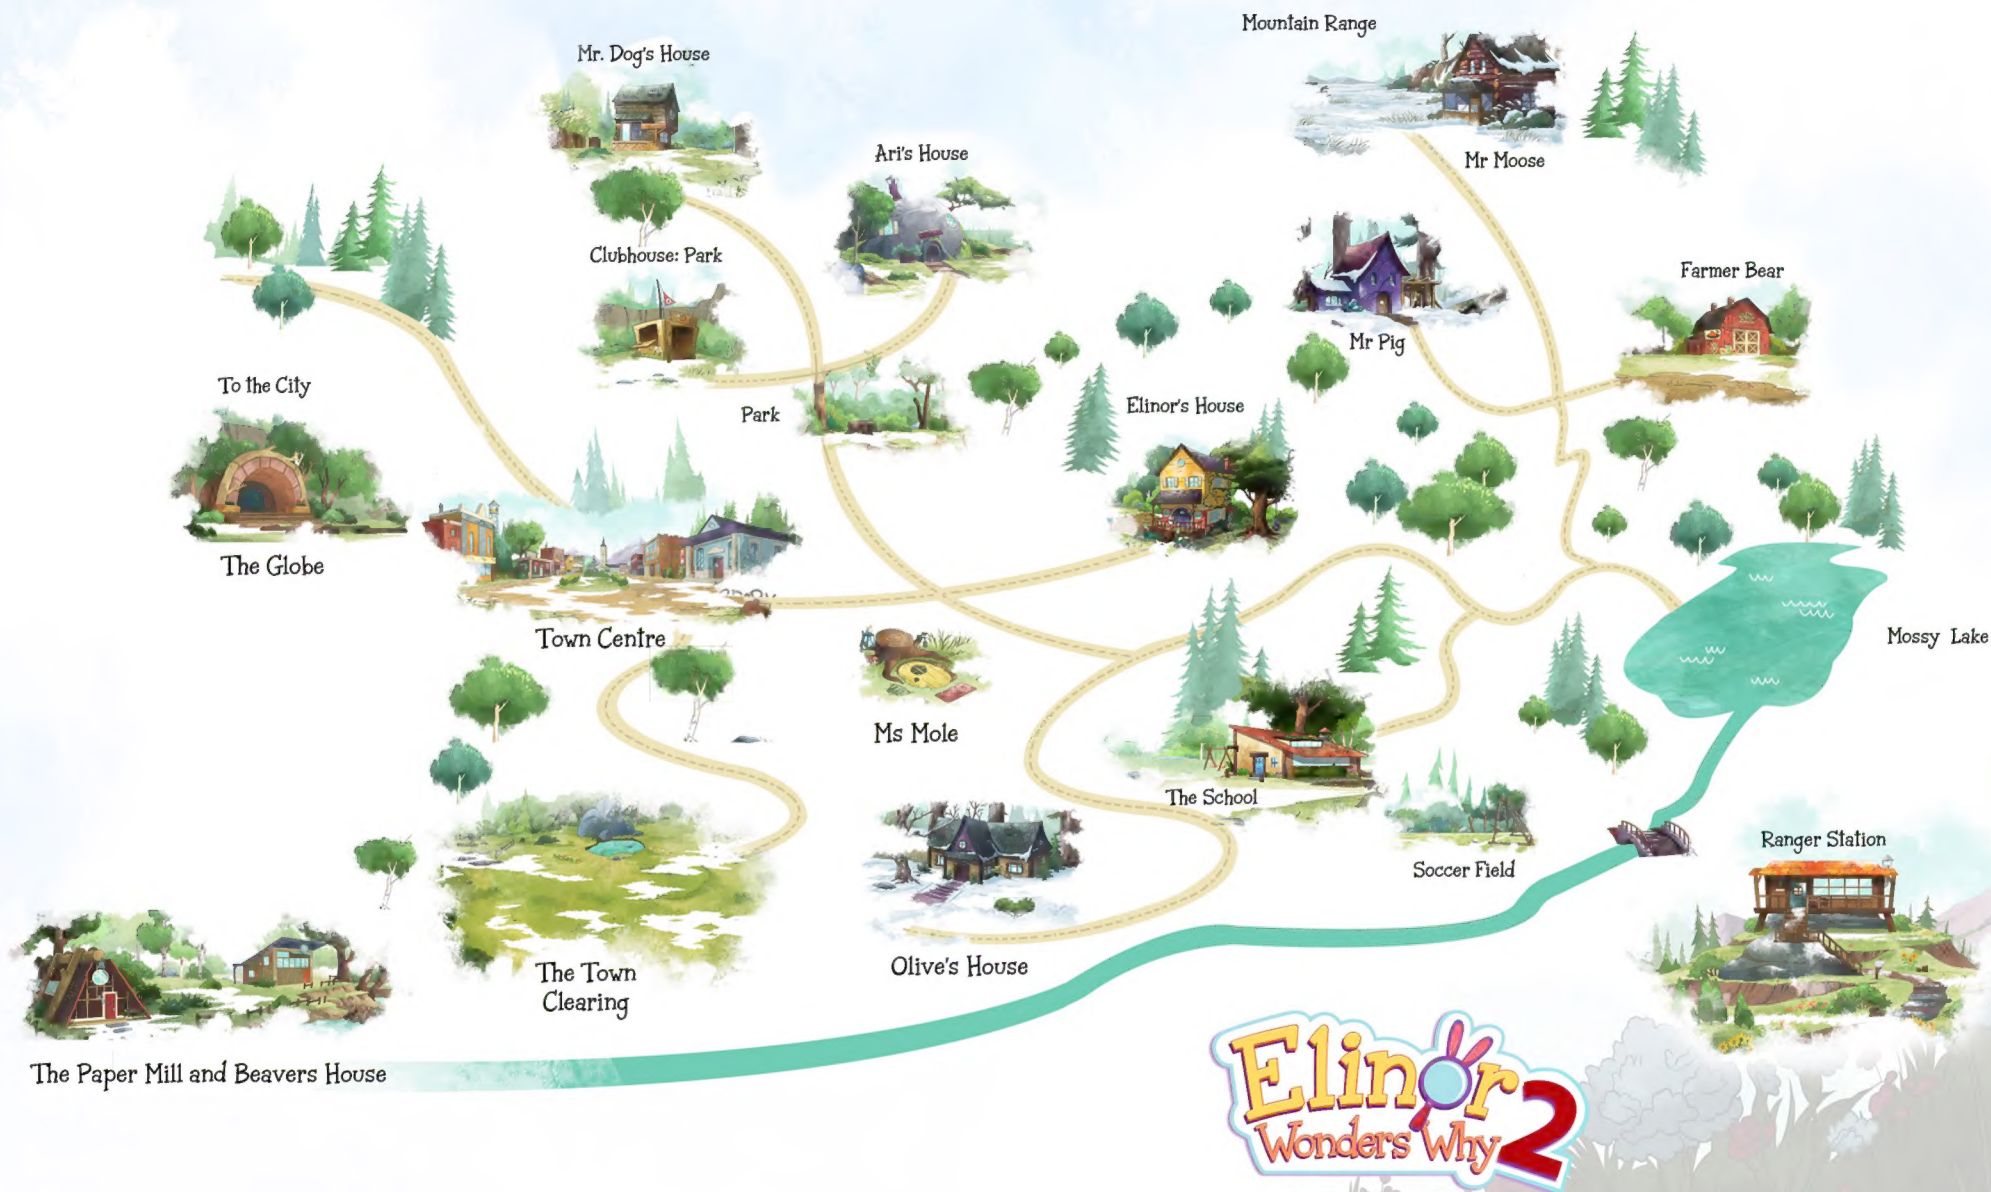 Mountain Range
Mr. Dog's House
Ari's House
Mr Moose
Clubhouse: Park
Farmer Bear
Mr Pig
To the City
Park
Elinor's House
The Globe
Town Centre
Mossy Lake
Ms Mole
The School
Ranger Station
Soccer Field
Olive's House
The Town
Clearing
The Paper Mill and Beavers House
Elinor
Wonders Why 2